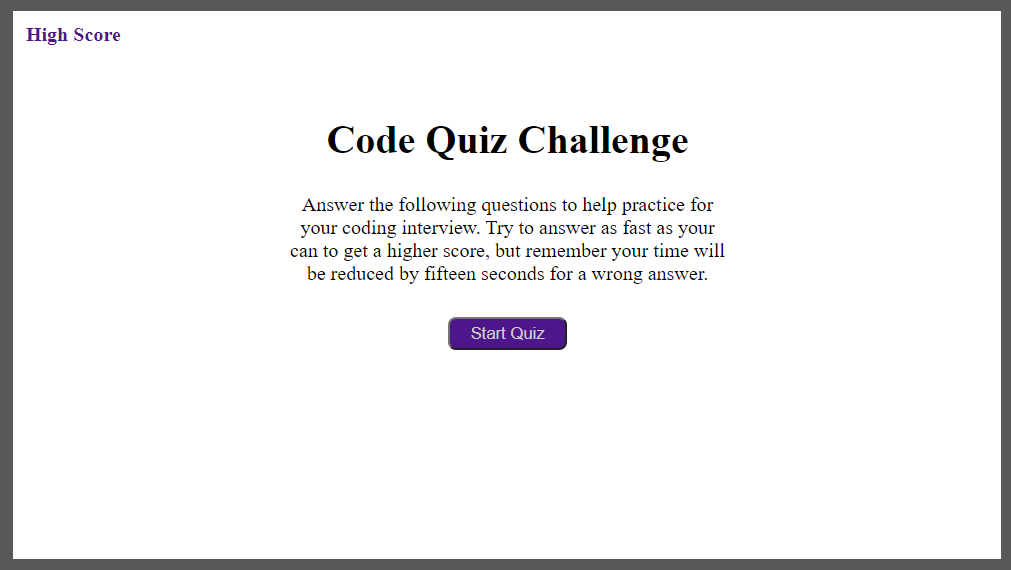 High Score
Code Quiz Challenge
Answer the following questions to help practice for
your coding interview. Try to answer as fast as your
can to get a higher score, but remember your time will
be reduced by fifteen seconds for a wrong answer.
Start Quiz